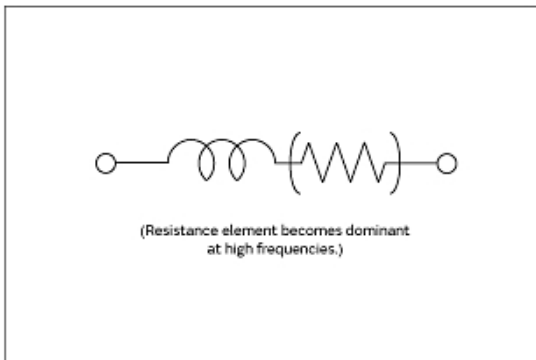 (Resistance element becomes dominant
at high frequencies.)